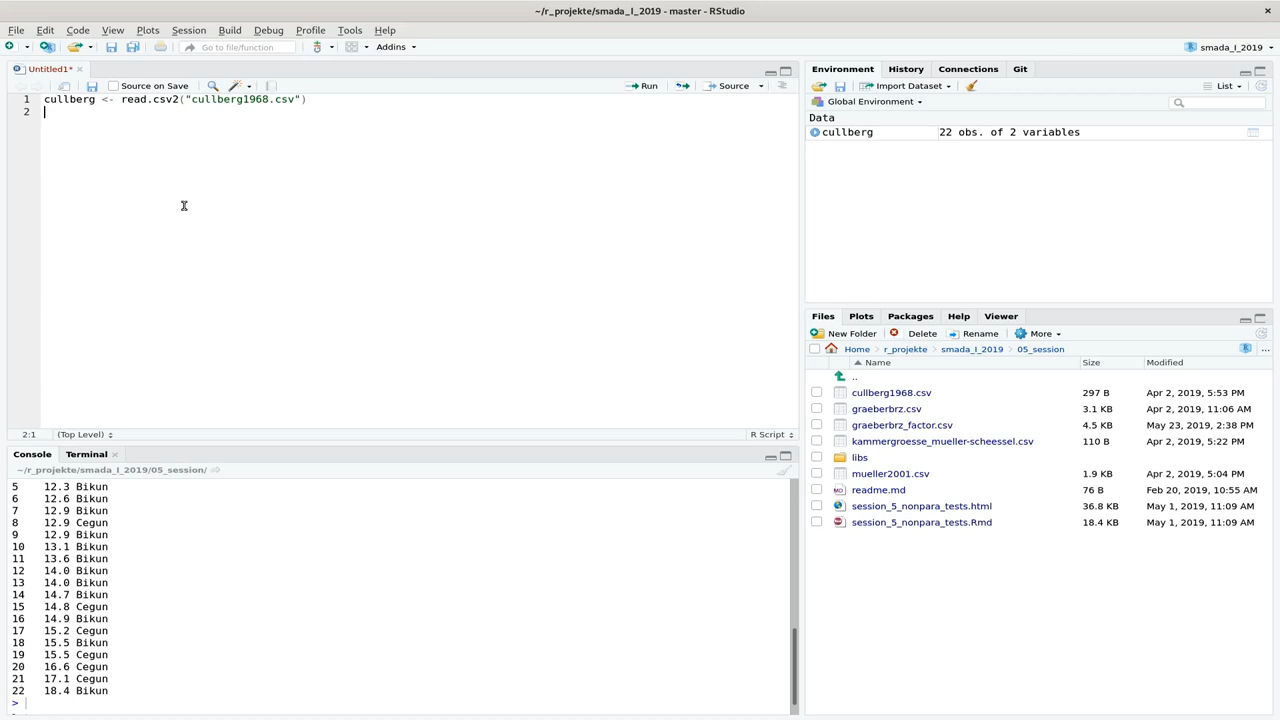 ~/r_projekte/smada_I_2019 - master - RStudio
File Edit Code View Plots Session Build Debug Profile Tools Help
Go to file/function Addins smada_I_2019
Untitled1*
Source on Save Run Source
1 cullberg <- read.csv2("cullberg1968.csv")
2
2:1 (Top Level) R Script
Console Terminal
~/r_projekte/smada_I_2019/05_session/
5 12.3 Bikun
6 12.6 Bikun
7 12.9 Bikun
8 12.9 Cegun
9 12.9 Bikun
10 13.1 Bikun
11 13.6 Bikun
12 14.0 Bikun
13 14.0 Bikun
14 14.7 Bikun
15 14.8 Cegun
16 14.9 Bikun
17 15.2 Cegun
18 15.5 Bikun
19 15.5 Cegun
20 16.6 Cegun
21 17.1 Cegun
22 18.4 Bikun
>
Environment History Connections Git
Import Dataset List
Global Environment
Data
cullberg 22 obs. of 2 variables
Files Plots Packages Help Viewer
New Folder Delete Rename More
Home r_projekte smada_I_2019 05_session ...
Name Size Modified
..
cullberg1968.csv 297 B Apr 2, 2019, 5:53 PM
graeberbrz.csv 3.1 KB Apr 2, 2019, 11:06 AM
graeberbrz_factor.csv 4.5 KB May 23, 2019, 2:38 PM
kammergroesse_mueller-scheessel.csv 110 B Apr 2, 2019, 5:22 PM
libs
mueller2001.csv 1.9 KB Apr 2, 2019, 5:04 PM
readme.md 76 B Feb 20, 2019, 10:55 AM
session_5_nonpara_tests.html 36.8 KB May 1, 2019, 11:09 AM
session_5_nonpara_tests.Rmd 18.4 KB May 1, 2019, 11:09 AM